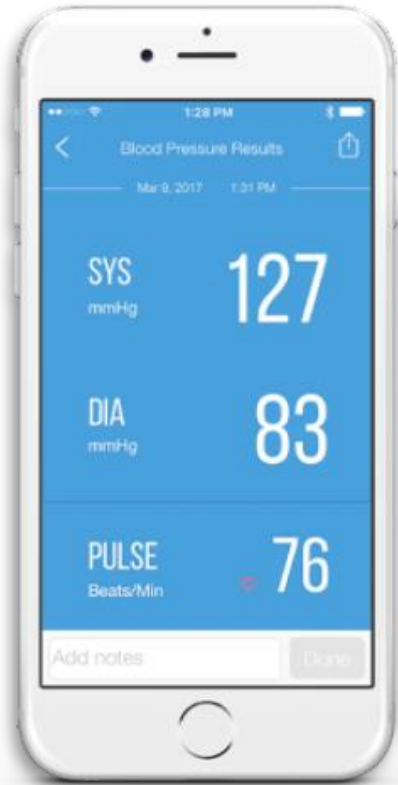 1:28 PM
Blood Pressure Results
Mar 9, 2017 1:31 PM
SYS 127
mmHg
DIA 83
mmHg
PULSE 76
Beats/Min
Add notes Done